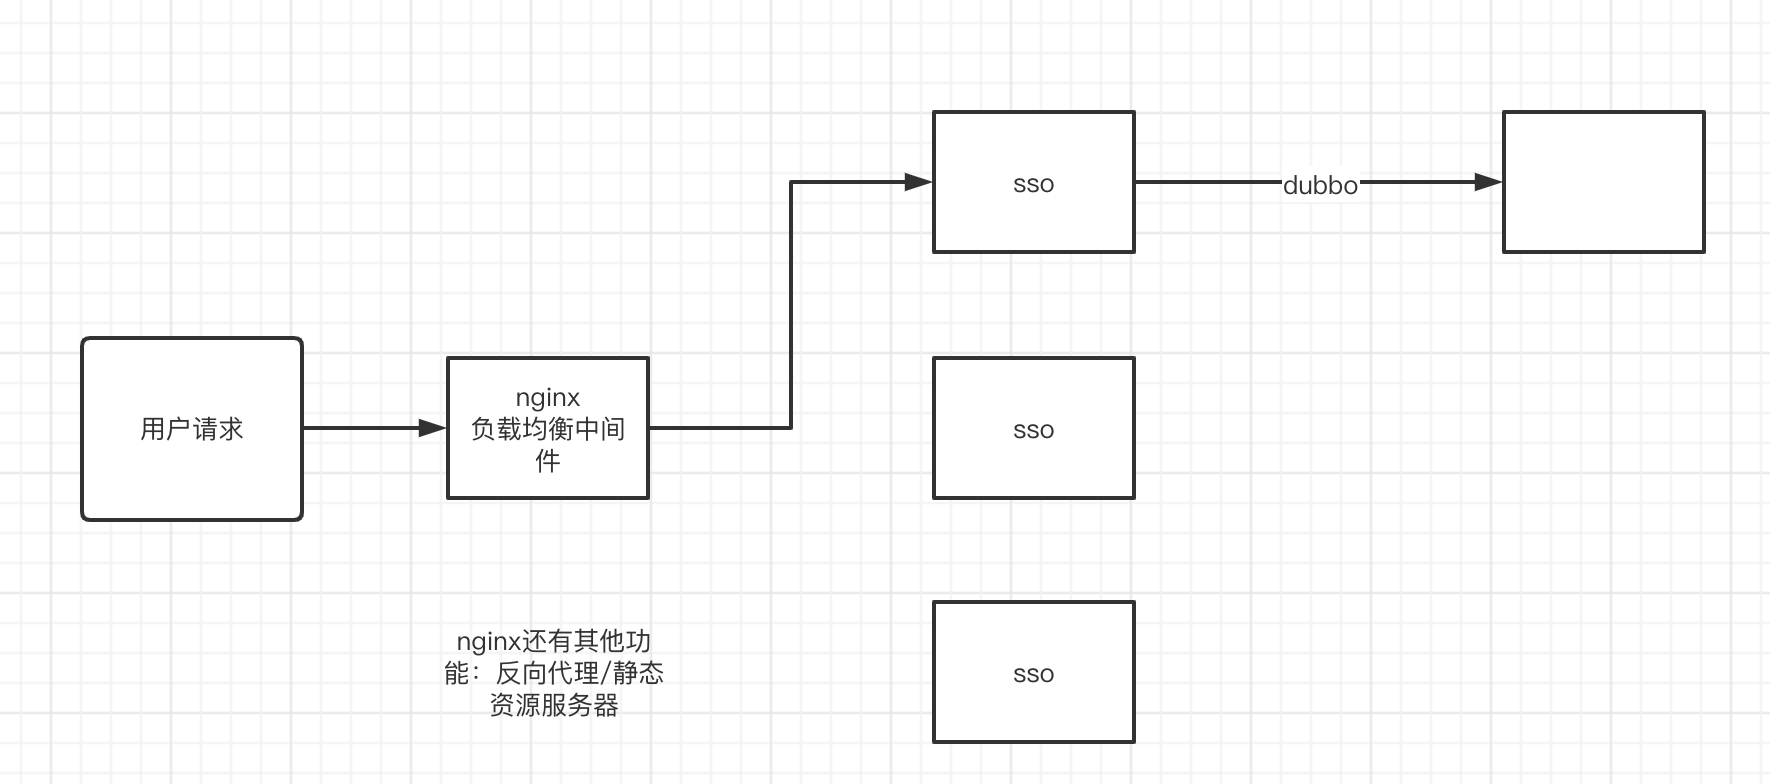 sso
dubbo
用户请求
nginx
负载均衡中间
件
sso
nginx还有其他功
能：反向代理/静态
资源服务器
sso